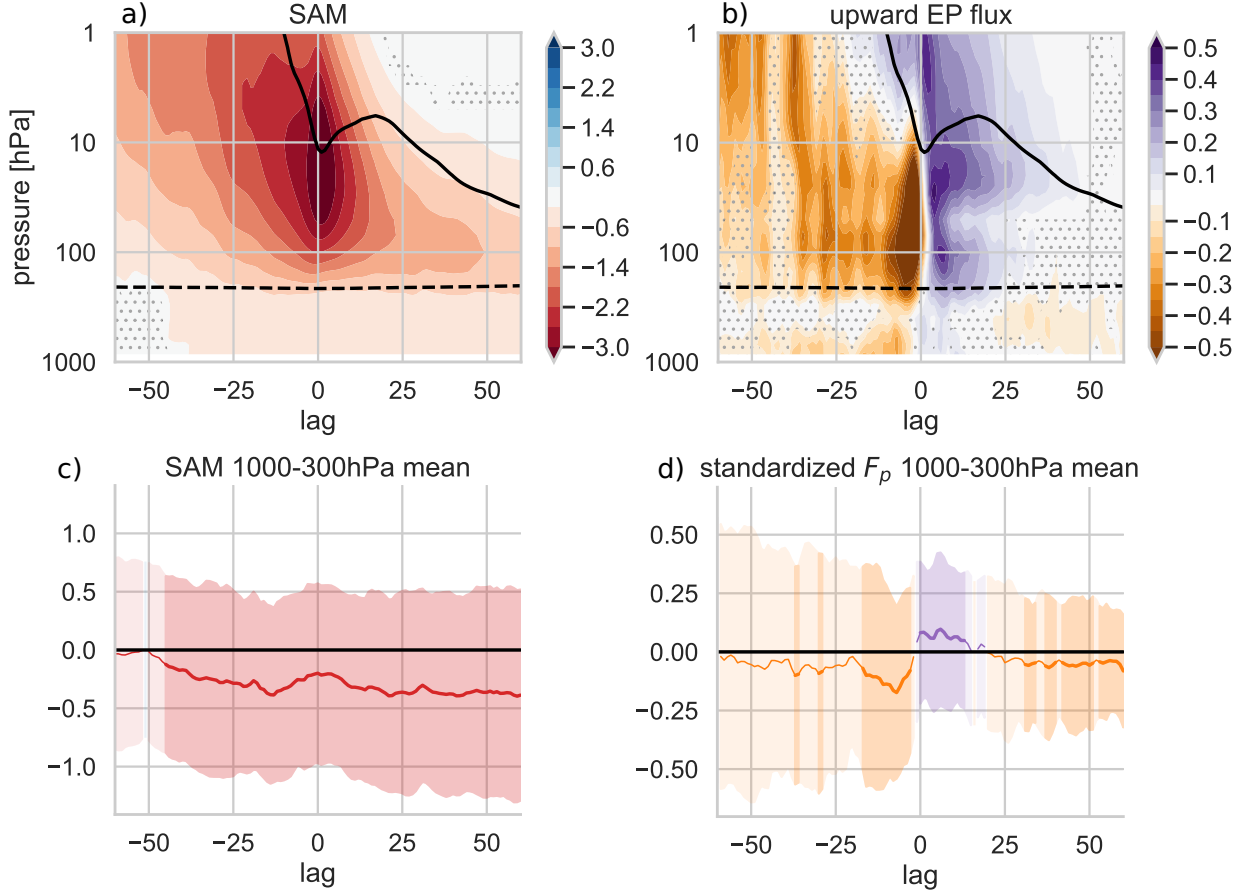 a) SAM
b) upward EP flux
pressure [hPa]
1
10
100
1000
−50 −25 0 25 50
lag
3.0
2.2
1.4
0.6
−0.6
−1.4
−2.2
−3.0
1
10
100
1000
−50 −25 0 25 50
lag
0.5
0.4
0.3
0.2
0.1
−0.1
−0.2
−0.3
−0.4
−0.5
c) SAM 1000-300hPa mean
1.0
0.5
0.0
−0.5
−1.0
−50 −25 0 25 50
lag
d) standardized Fp 1000-300hPa mean
0.50
0.25
0.00
−0.25
−0.50
−50 −25 0 25 50
lag